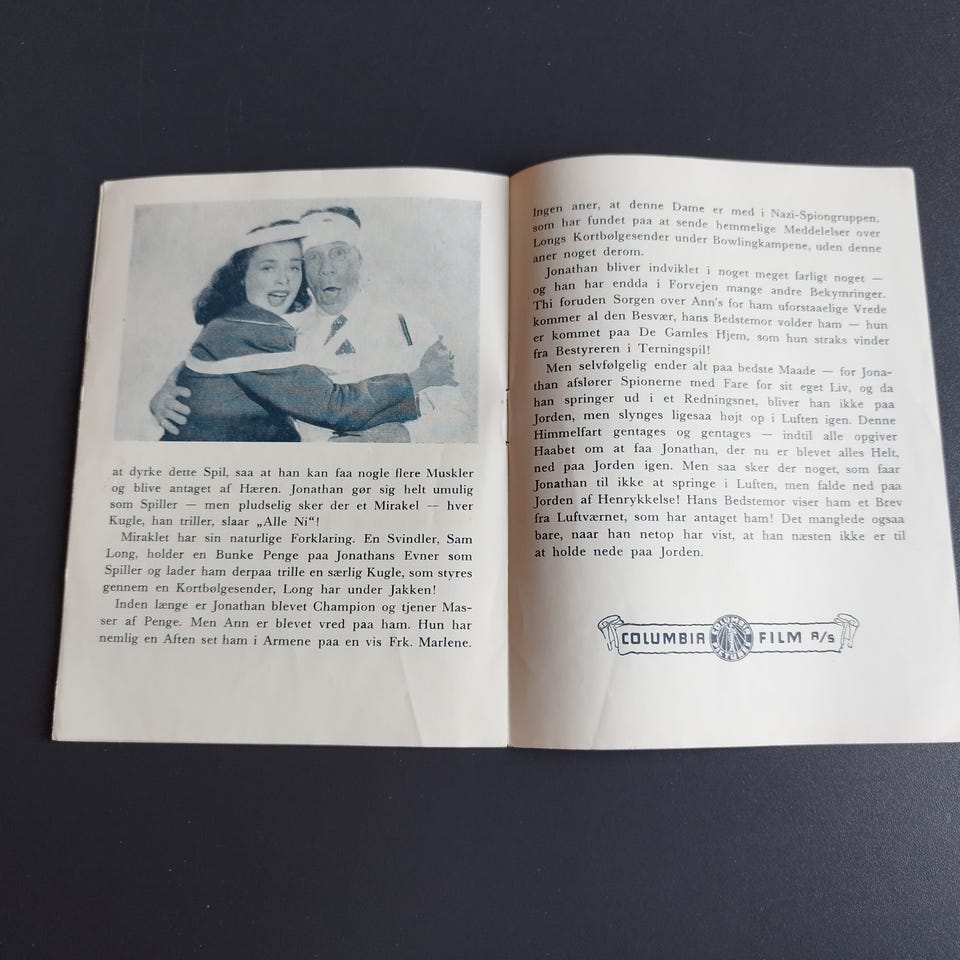 at dyrke dette Spil, saa at han kan faa nogle flere Muskler
og blive antaget af Hæren. Jonathan gør sig helt umulig
som Spiller — men pludselig sker der et Mirakel — hver
Kugle, han triller, slaar „Alle Ni“!
Miraklet har sin naturlige Forklaring. En Svindler, Sam
Long, holder en Bunke Penge paa Jonathans Evner som
Spiller og lader ham derpaa trille en særlig Kugle, som styres
gennem en Kortbølgesender, Long har under Jakken!
Inden længe er Jonathan blevet Champion og tjener Mas-
ser af Penge. Men Ann er blevet vred paa ham. Hun har
nemlig en Aften set ham i Armene paa en vis Frk. Marlene.
Ingen aner, at denne Dame er med i Nazi-Spiongruppen.
som har fundet paa at sende hemmelige Meddelelser over
Longs Kortbølgesender under Bowlingkampene, uden denne
aner noget derom.
Jonathan bliver indviklet i noget meget farligt noget —
og han har endda i Forvejen mange andre Bekymringer.
Thi foruden Sorgen over Ann's for ham uforstaaelige Vrede
kommer al den Besvær, hans Bedstemor volder ham — hun
er kommet paa De Gamles Hjem, som hun straks vinder
fra Bestyreren i Terningspil!
Men selvfølgelig ender alt paa bedste Maade — for Jona-
than afslører Spionerne med Fare for sit eget Liv, og da
han springer ud i et Redningsnet, bliver han ikke paa
Jorden, men slynges ligesaa højt op i Luften igen. Denne
Himmelfart gentages og gentages — indtil alle opgiver
Haabet om at faa Jonathan, der nu er blevet alles Helt,
ned paa Jorden igen. Men saa sker der noget, som faar
Jonathan til ikke at springe i Luften, men falde ned paa
Jorden af Henrykkelse! Hans Bedstemor viser ham et Brev
fra Luftværnet, som har antaget ham! Det manglede ogsaa
bare, naar han netop har vist, at han næsten ikke er til
at holde nede paa Jorden.
COLUMBIA COLUMBIA PICTURES FILM A/S